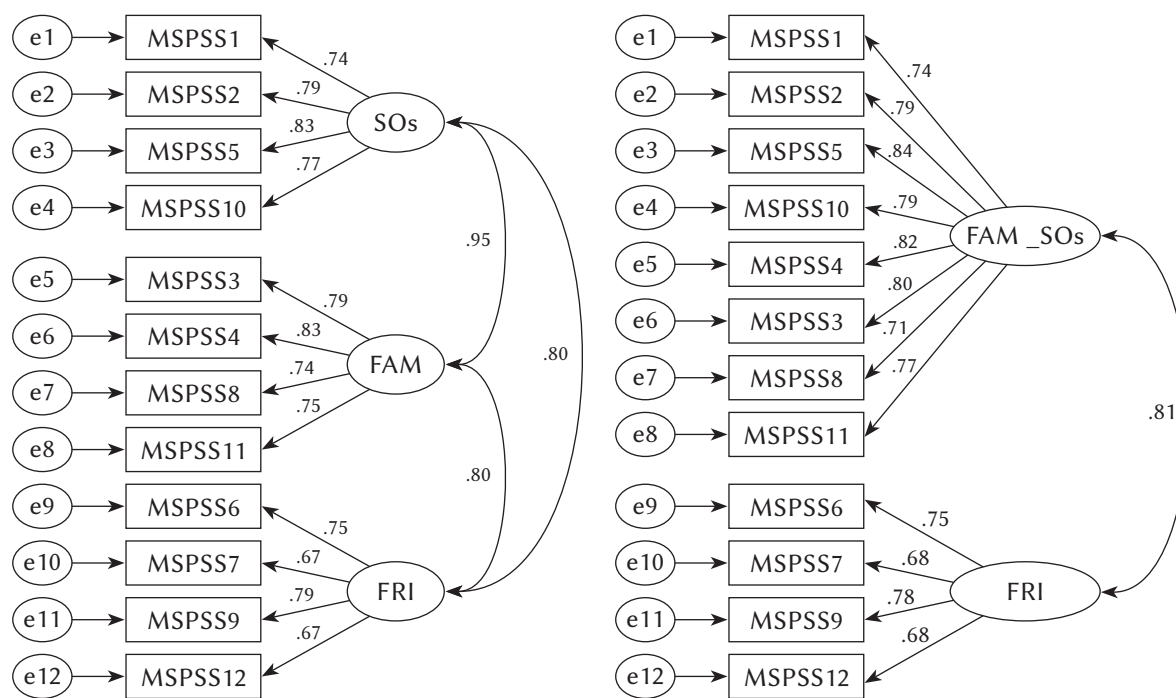 e1
MSPSS1
.74
e2
MSPSS2
.79
SOs
e3
MSPSS5
.83
e4
MSPSS10
.77
.95
e5
MSPSS3
.79
e6
MSPSS4
.83
FAM
.80
e7
MSPSS8
.74
e8
MSPSS11
.75
.80
e9
MSPSS6
.75
e10
MSPSS7
.67
FRI
e11
MSPSS9
.79
e12
MSPSS12
.67
e1
MSPSS1
.74
e2
MSPSS2
.79
e3
MSPSS5
.84
e4
MSPSS10
.79
FAM _SOs
e5
MSPSS4
.82
e6
MSPSS3
.80
e7
MSPSS8
.71
e8
MSPSS11
.77
.81
e9
MSPSS6
.75
e10
MSPSS7
.68
FRI
e11
MSPSS9
.78
e12
MSPSS12
.68